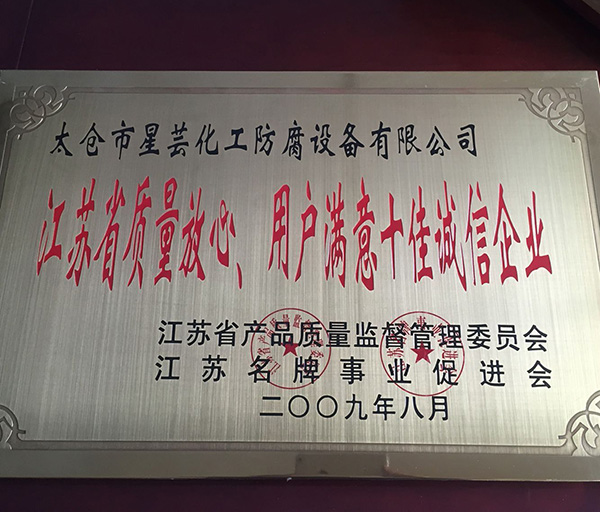 太仓市星芸化工防腐设备有限公司
江苏省质量放心、用户满意十佳诚信企业
江苏省产品质量监督管理委员会
江苏名牌事业促进会
二〇〇九年八月